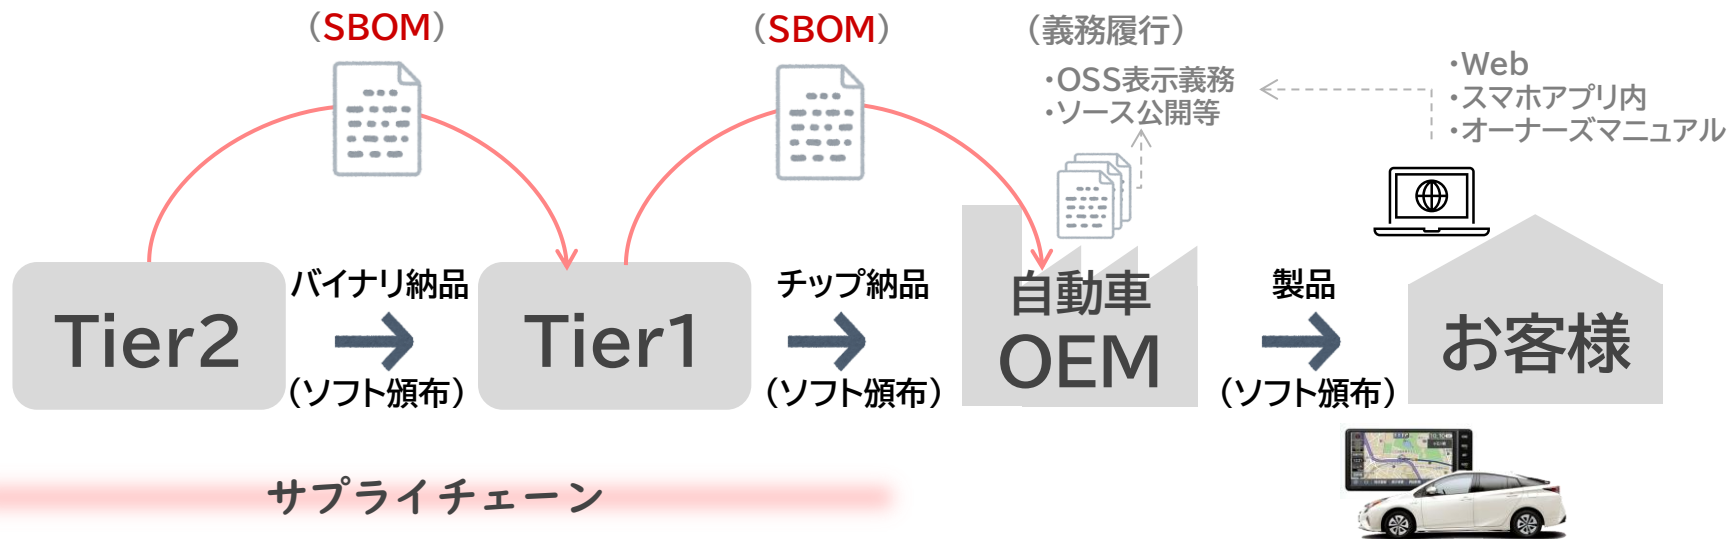 （SBOM）
（SBOM）
（義務履行）
・OSS表示義務
・ソース公開等
・Web
・スマホアプリ内
・オーナーズマニュアル
Tier2
バイナリ納品
（ソフト頒布）
Tier1
チップ納品
（ソフト頒布）
自動車
OEM
製品
（ソフト頒布）
お客様
サプライチェーン